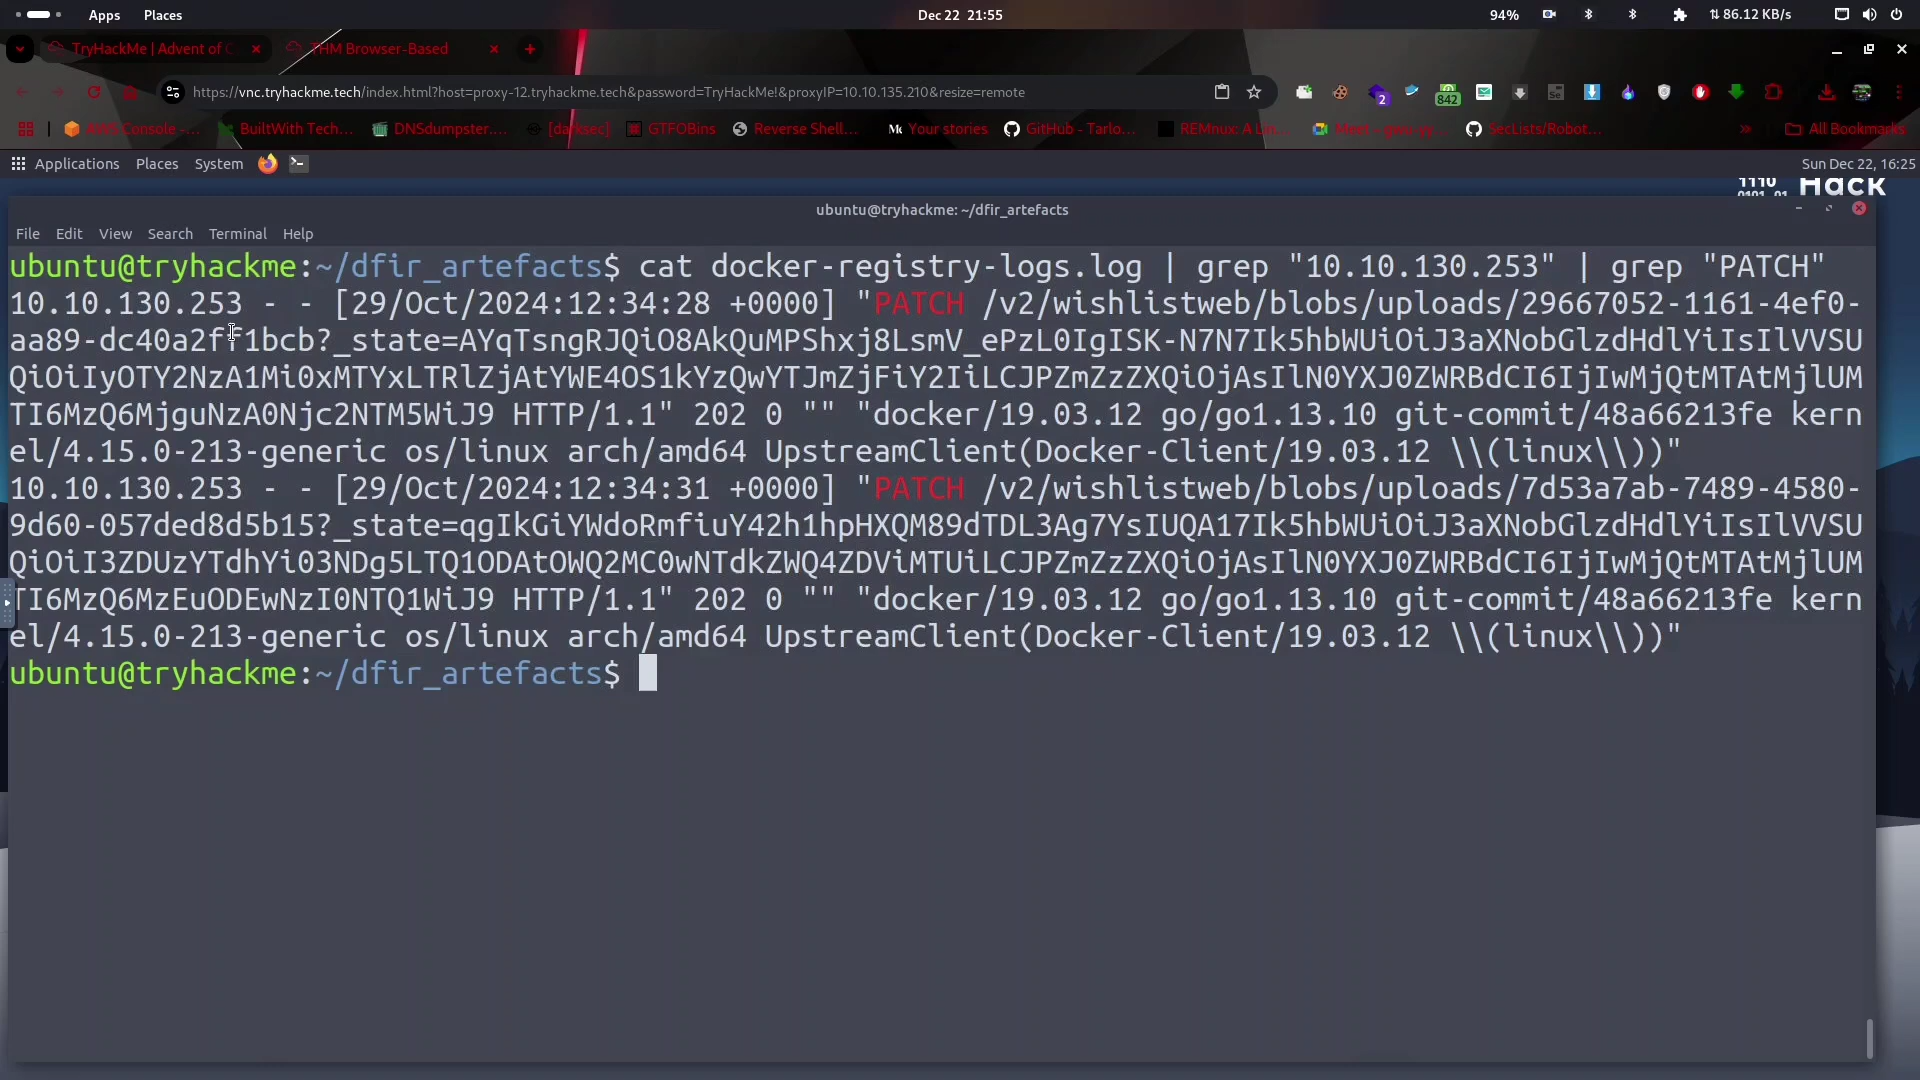 Apps Places Dec 22 21:55 94% 86.12 KB/s
TryHackMe | Advent of C THM Browser-Based
https://vnc.tryhackme.tech/index.html?host=proxy-12.tryhackme.tech&password=TryHackMe!&proxyIP=10.10.135.210&resize=remote 2 842
AWS Console -... BuiltWith Tech... DNSdumpster.... [darksec] GTFOBins Reverse Shell... Your stories GitHub - Tarlo... REMnux: A Lin... SecLists/Robot... All Bookmarks
Applications Places System Sun Dec 22, 16:25
1110 Hack
ubuntu@tryhackme: ~/dfir_artefacts
File Edit View Search Terminal Help
ubuntu@tryhackme:~/dfir_artefacts$ cat docker-registry-logs.log | grep "10.10.130.253" | grep "PATCH"
10.10.130.253 - - [29/Oct/2024:12:34:28 +0000] "PATCH /v2/wishlistweb/blobs/uploads/29667052-1161-4ef0-
aa89-dc40a2ff1bcb?_state=AYqTsngRJQiO8AkQuMPShxj8LsmV_ePzL0IgISK-N7N7Ik5hbWUiOiJ3aXNobGlzdHdlYiIsIlVVSU
QiOiIyOTY2NzA1Mi0xMTYxLTRlZjAtYWE4OS1kYzQwYTJmZjFiY2IiLCJPZmZzZXQiOjAsIlN0YXJ0ZWRBdCI6IjIwMjQtMTAtMjlUM
TI6MzQ6MjguNzA0Njc2NTM5WiJ9 HTTP/1.1" 202 0 "" "docker/19.03.12 go/go1.13.10 git-commit/48a66213fe kern
el/4.15.0-213-generic os/linux arch/amd64 UpstreamClient(Docker-Client/19.03.12 \\(linux\\))"
10.10.130.253 - - [29/Oct/2024:12:34:31 +0000] "PATCH /v2/wishlistweb/blobs/uploads/7d53a7ab-7489-4580-
9d60-057ded8d5b15?_state=qgIkGiYWdoRmfiuY42h1hpHXQM89dTDL3Ag7YsIUQA17Ik5hbWUiOiJ3aXNobGlzdHdlYiIsIlVVSU
QiOiI3ZDUzYTdhYi03NDg5LTQ1ODAtOWQ2MC0wNTdkZWQ4ZDViMTUiLCJPZmZzZXQiOjAsIlN0YXJ0ZWRBdCI6IjIwMjQtMTAtMjlUM
TI6MzQ6MzEuODEwNzI0NTQ1WiJ9 HTTP/1.1" 202 0 "" "docker/19.03.12 go/go1.13.10 git-commit/48a66213fe kern
el/4.15.0-213-generic os/linux arch/amd64 UpstreamClient(Docker-Client/19.03.12 \\(linux\\))"
ubuntu@tryhackme:~/dfir_artefacts$